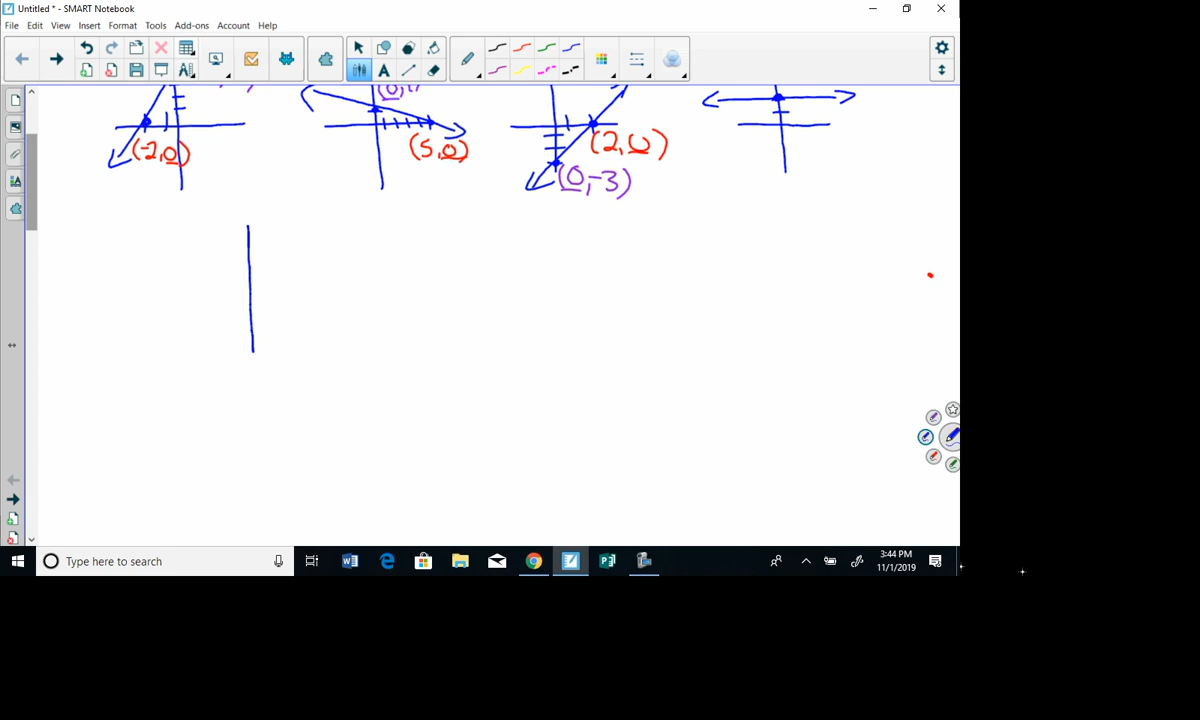 Untitled * - SMART Notebook
File Edit View Insert Format Tools Add-ons Account Help
(-2,0)
(5,0)
(2,0)
(0,-3)
Type here to search
3:44 PM
11/1/2019